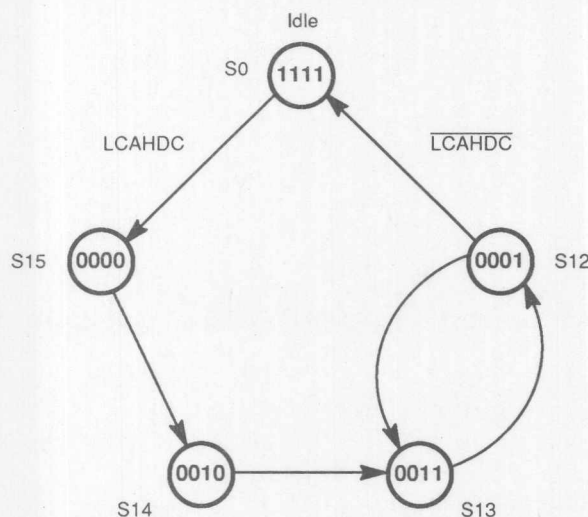 Idle
S0
1111
LCAHDC
LCAHDC
S15
0000
0001
S12
0010
0011
S14
S13